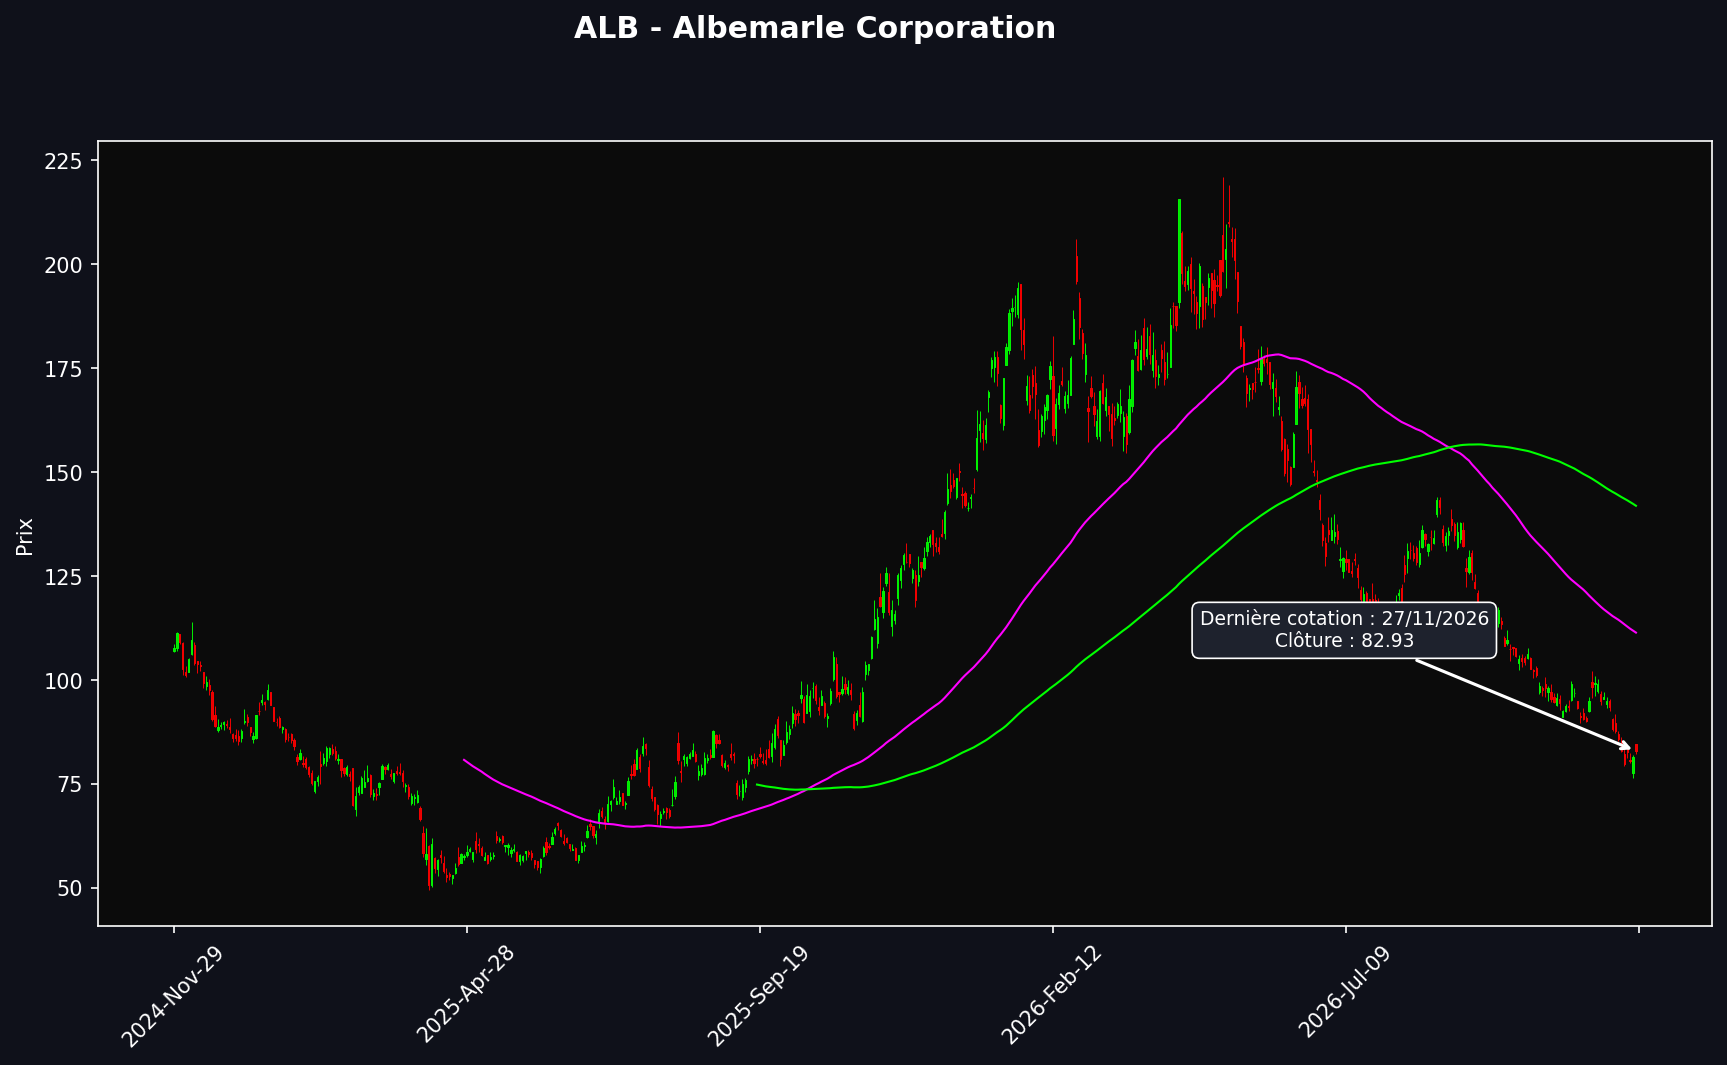 ALB - Albemarle Corporation
Prix
225
200
175
150
125
100
75
50
Dernière cotation : 27/11/2026
Clôture : 82.93
2024-Nov-29
2025-Apr-28
2025-Sep-19
2026-Feb-12
2026-Jul-09